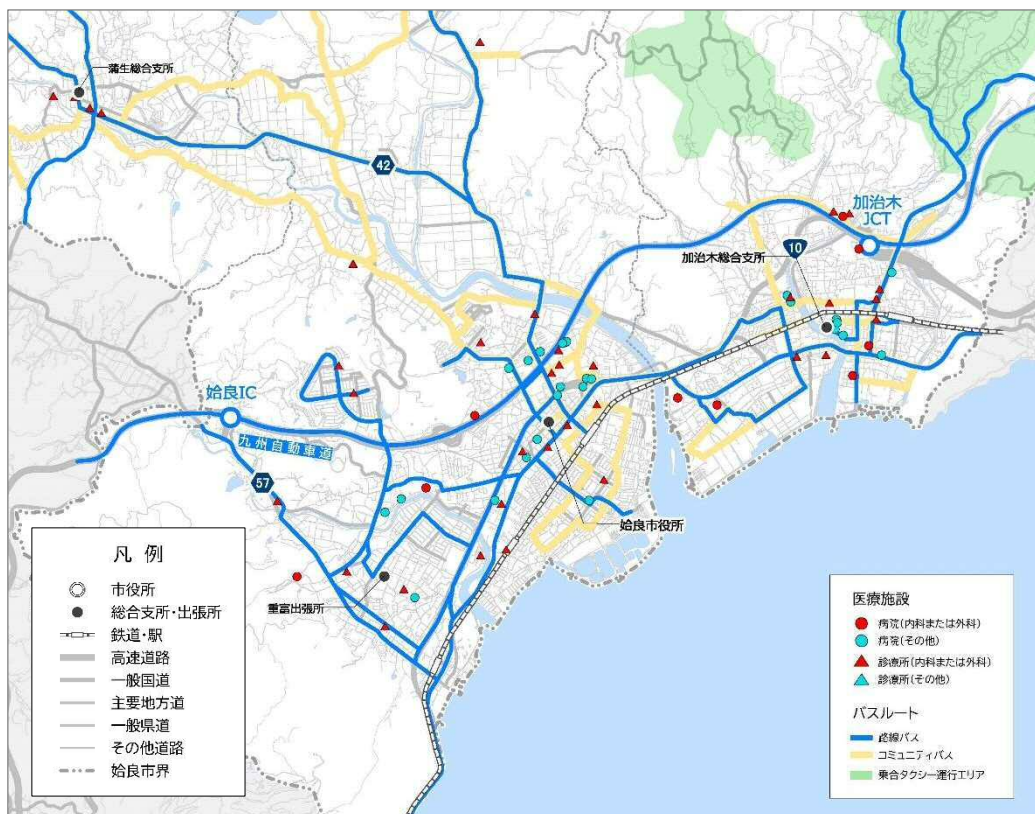 蒲生総合支所
42
加治木
JCT
10
加治木総合支所
姶良IC
九州自動車道
57
姶良市役所
重富出張所
凡 例
市役所
総合支所・出張所
鉄道・駅
高速道路
一般国道
主要地方道
一般県道
その他道路
姶良市界
医療施設
病院(内科または外科)
病院(その他)
診療所(内科または外科)
診療所(その他)
バスルート
路線バス
コミュニティバス
乗合タクシー運行エリア